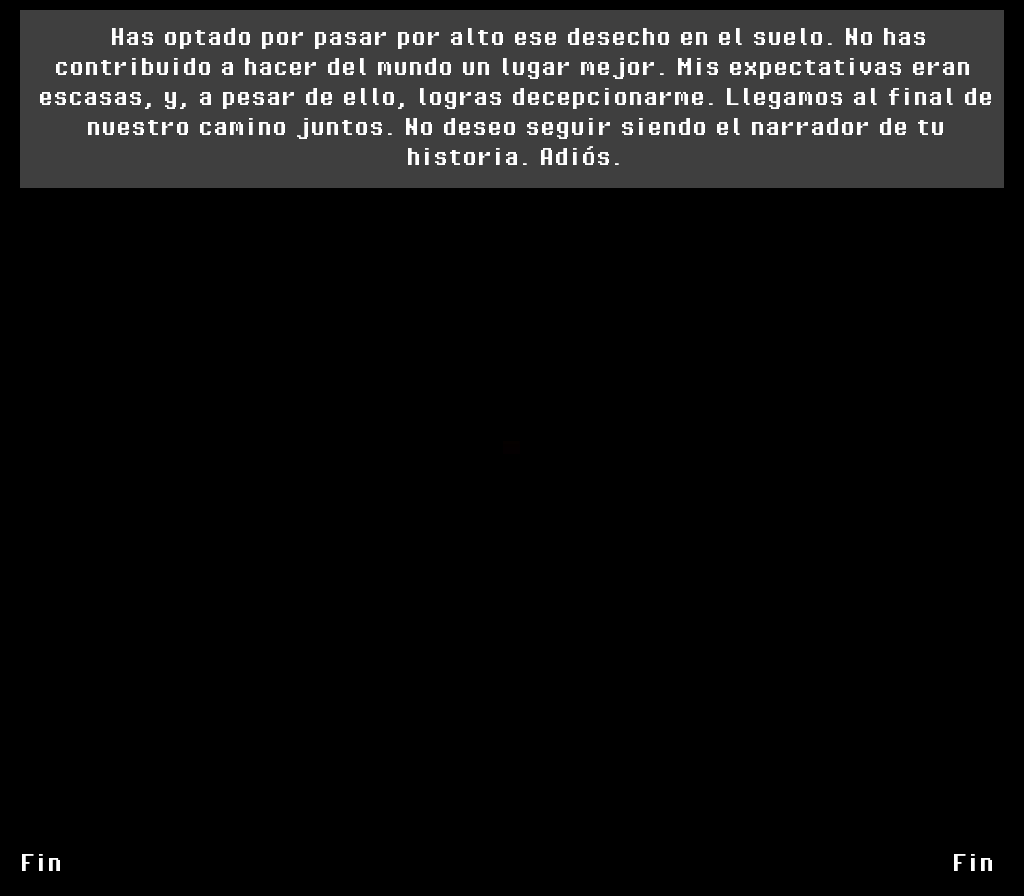 Has optado por pasar por alto ese desecho en el suelo. No has
contribuido a hacer del mundo un lugar mejor. Mis expectativas eran
escasas, y, a pesar de ello, logras decepcionarme. Llegamos al final de
nuestro camino juntos. No deseo seguir siendo el narrador de tu
historia. Adiós.
Fin
Fin